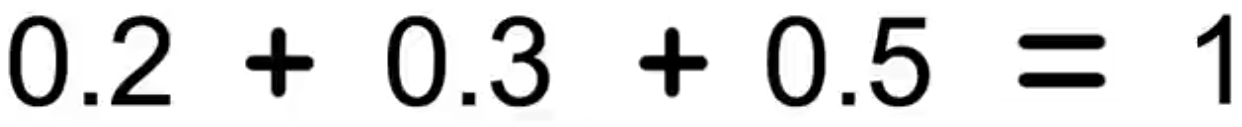 0.2 + 0.3 + 0.5 = 1